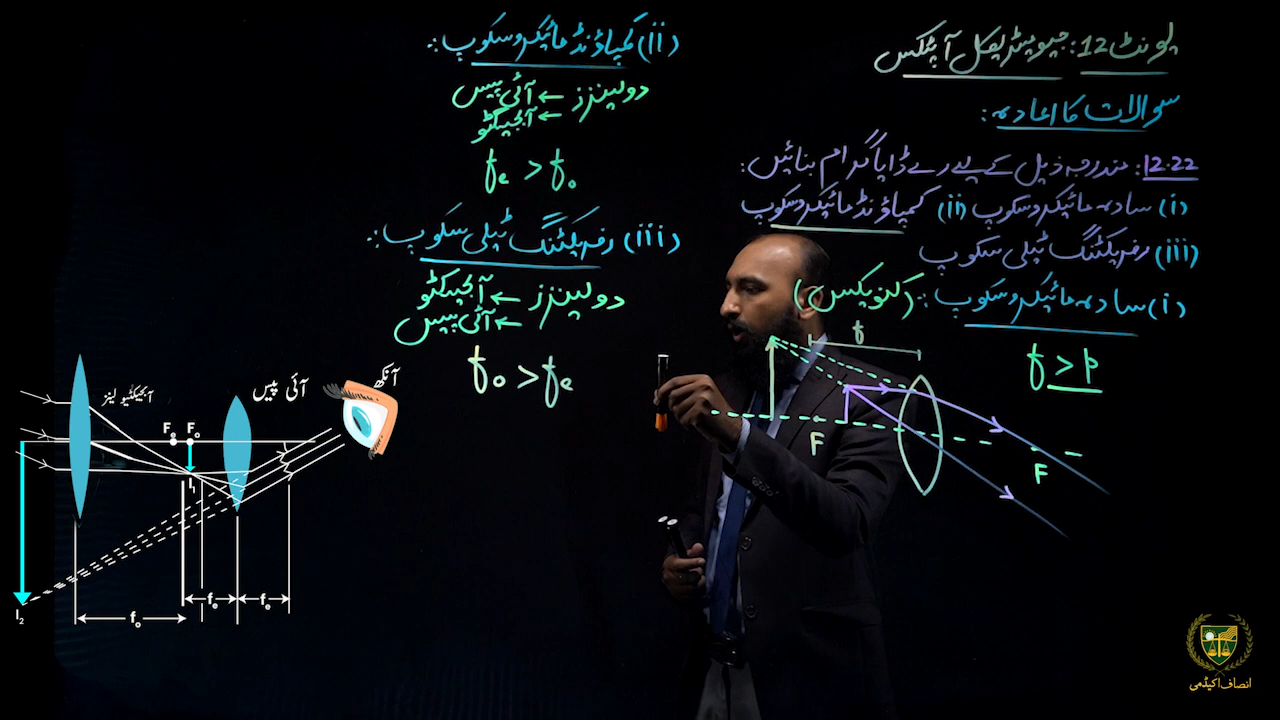 یونٹ 12: جیومیٹریکل آپٹکس
سوالات کا اعادہ:
12.22: مندرجہ ذیل کے لیے رے ڈایاگرام بنائیں:
(i) سادہ مائیکروسکوپ (ii) کمپاؤنڈ مائیکروسکوپ
(iii) رفریکٹنگ ٹیلی سکوپ
(i) سادہ مائیکروسکوپ: (کنویکس)
f > p
f
F
F
(ii) کمپاؤنڈ مائیکروسکوپ:
دو لینزز ← آئی پیس
← آبجیکٹو
fe > fo
(iii) رفریکٹنگ ٹیلی سکوپ:
دو لینزز ← آبجیکٹو
← آئی پیس
fo > fe
آبجیکٹیو لینز
آئی پیس
آنکھ
Fe Fo
I1
I2
fo
fe
fe
انصاف اکیڈمی